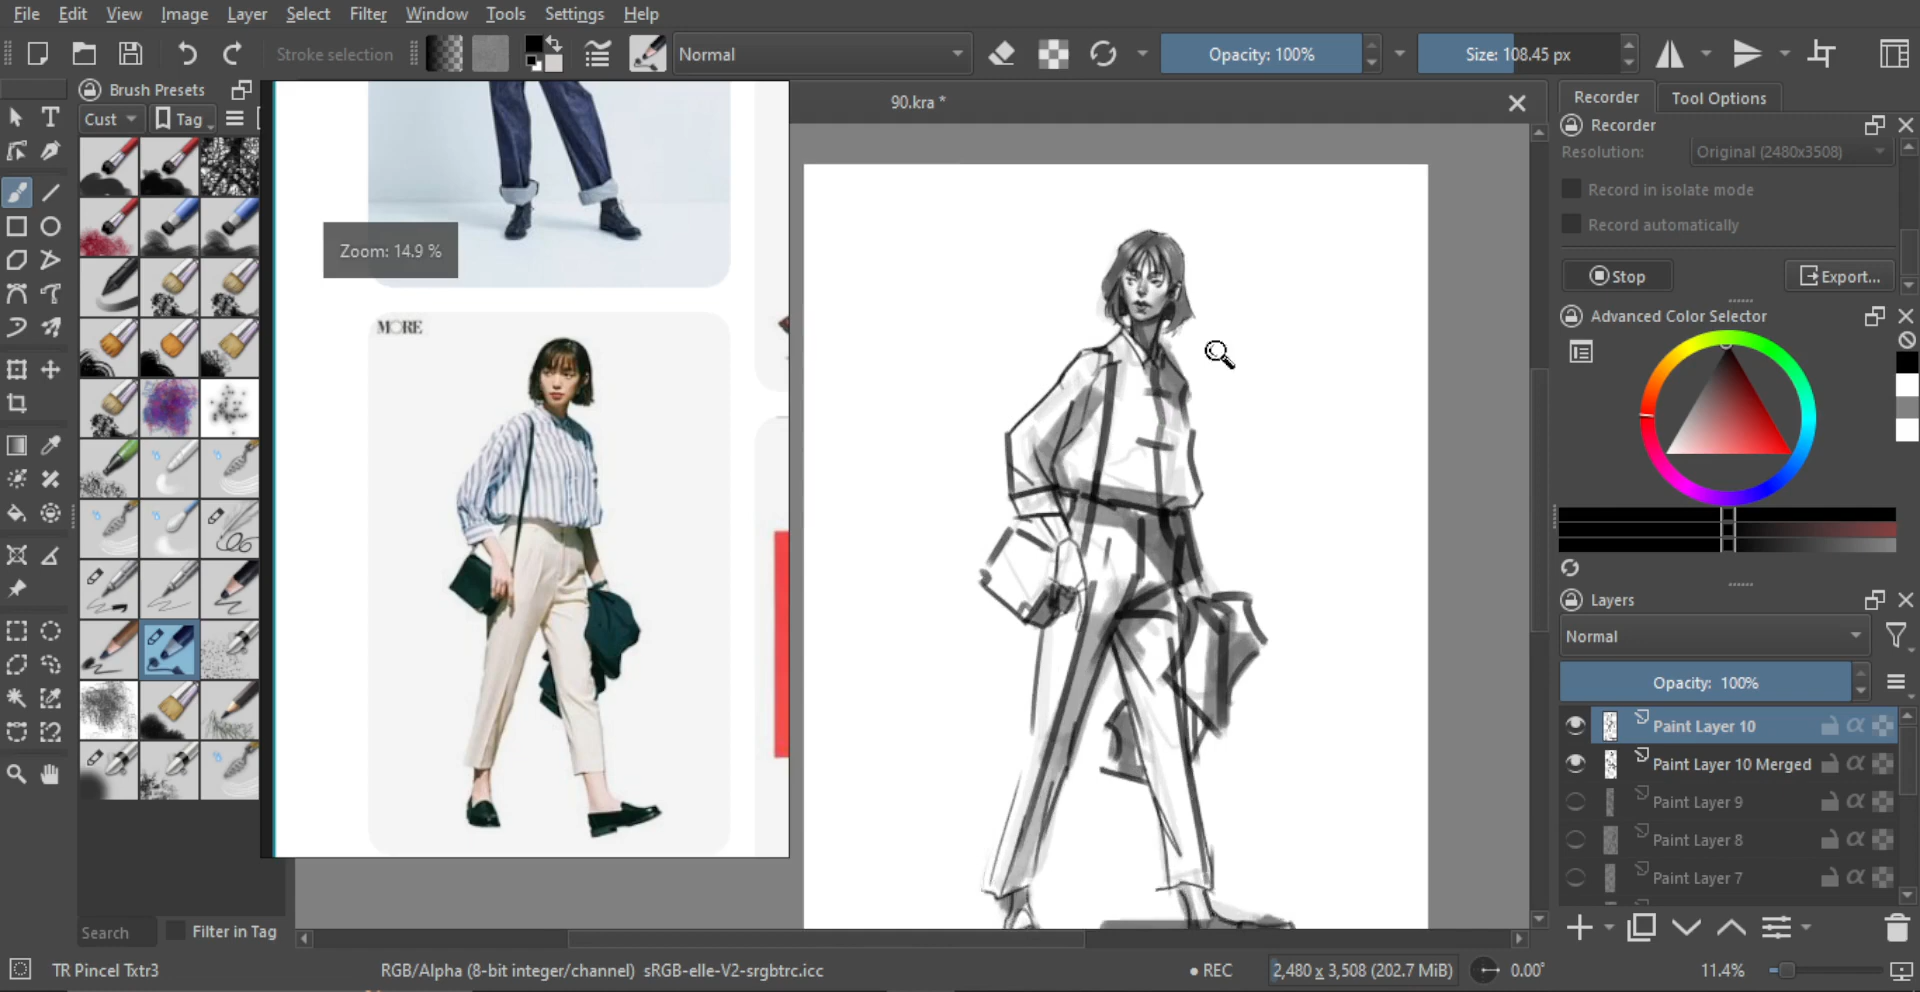 File Edit View Image Layer Select Filter Window Tools Settings Help
Stroke selection
Normal
Opacity: 100%
Size: 108.45 px
Brush Presets
Cust
Tag
90.kra *
Recorder
Tool Options
Recorder
Resolution:
Original (2480x3508)
Record in isolate mode
Record automatically
Stop
Export...
Zoom: 14.9 %
MORE
Advanced Color Selector
Layers
Normal
Opacity: 100%
Paint Layer 10
Paint Layer 10 Merged
Paint Layer 9
Paint Layer 8
Paint Layer 7
Search
Filter in Tag
TR Pincel Txtr3
RGB/Alpha (8-bit integer/channel) sRGB-elle-V2-srgbtrc.icc
REC
2,480 x 3,508 (202.7 MiB)
0.00°
11.4%